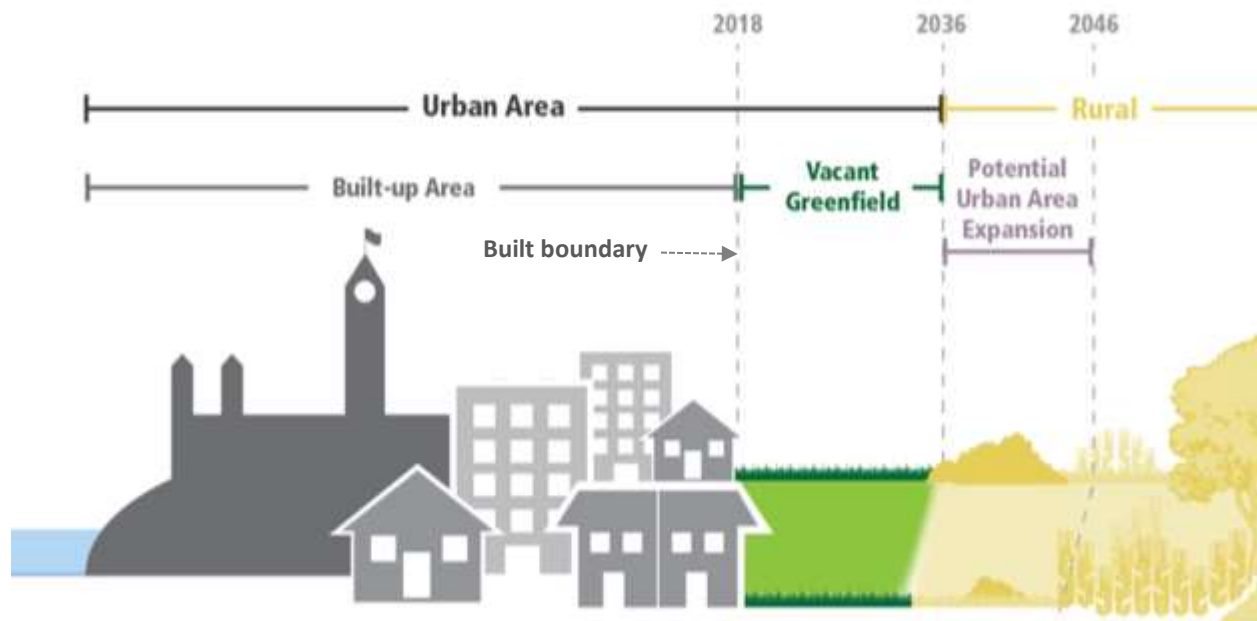 2018 2036 2046
Urban Area Rural
Built-up Area
Vacant
Greenfield
Potential
Urban Area
Expansion
Built boundary